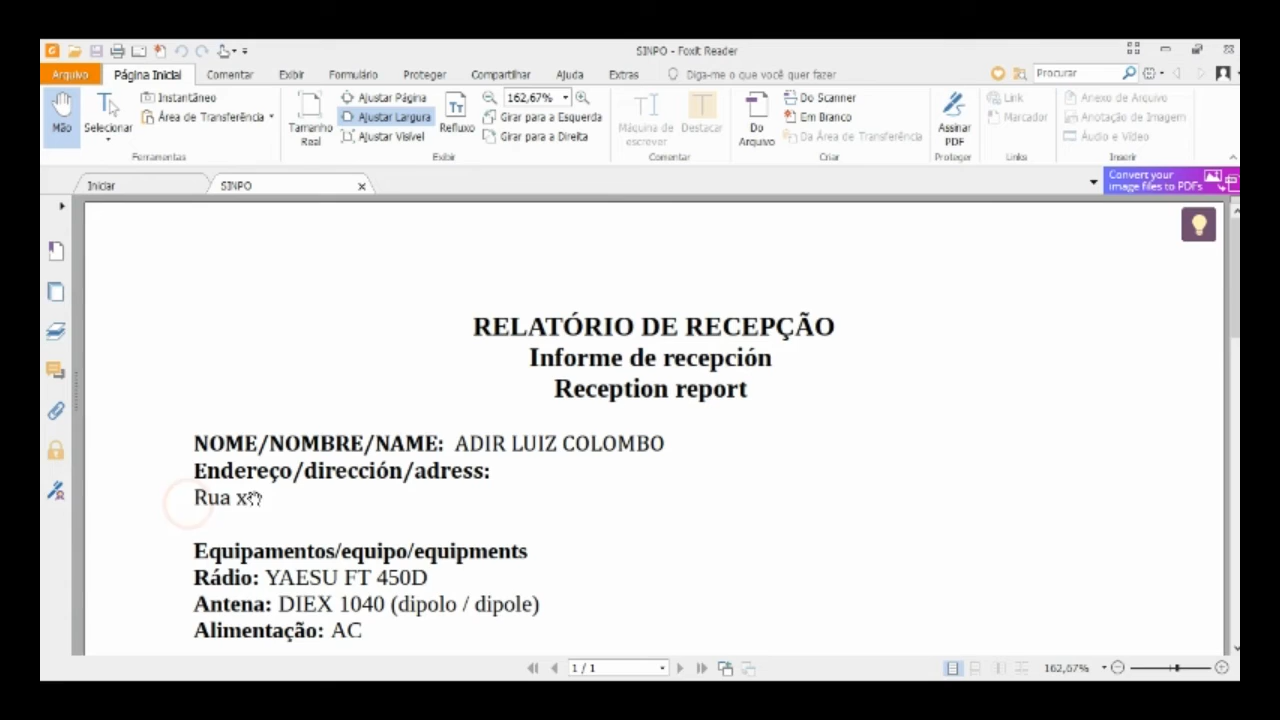 SINPO - Foxit Reader
Arquivo Página Inicial Comentar Exibir Formulário Proteger Compartilhar Ajuda Extras Diga-me o que você quer fazer Procurar
Mão
Selecionar
Instantâneo
Área de Transferência
Ferramentas
Tamanho Real
Ajustar Página
Ajustar Largura
Ajustar Visível
Refluxo
162,67%
Girar para a Esquerda
Girar para a Direita
Exibir
Máquina de escrever
Destacar
Comentar
Do Arquivo
Do Scanner
Em Branco
Da Área de Transferência
Criar
Assinar PDF
Proteger
Link
Marcador
Links
Anexo de Arquivo
Anotação de Imagem
Áudio e Vídeo
Inserir
Iniciar SINPO
Convert your
image files to PDFs
RELATÓRIO DE RECEPÇÃO
Informe de recepción
Reception report
NOME/NOMBRE/NAME: ADIR LUIZ COLOMBO
Endereço/dirección/adress:
Rua x
Equipamentos/equipo/equipments
Rádio: YAESU FT 450D
Antena: DIEX 1040 (dipolo / dipole)
Alimentação: AC
1 / 1 162,67%